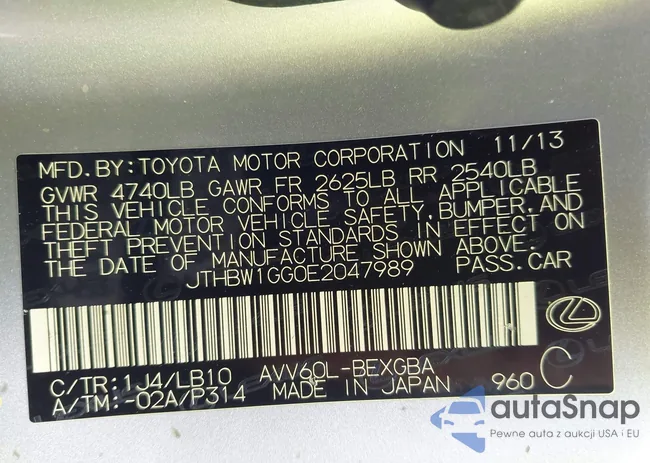 MFD. BY: TOYOTA MOTOR CORPORATION 11/13
GVWR 4740LB GAWR FR 2625LB RR 2540LB
THIS VEHICLE CONFORMS TO ALL APPLICABLE
FEDERAL MOTOR VEHICLE SAFETY, BUMPER, AND
THEFT PREVENTION STANDARDS IN EFFECT ON
THE DATE OF MANUFACTURE SHOWN ABOVE.
JTHBW1GG0E2047989 PASS. CAR
C/TR: 1J4/LB10 AVV60L-BEXGBA
A/TM: -02A/P314 MADE IN JAPAN 960 C
autaSnap
Pewne auta z aukcji USA i EU